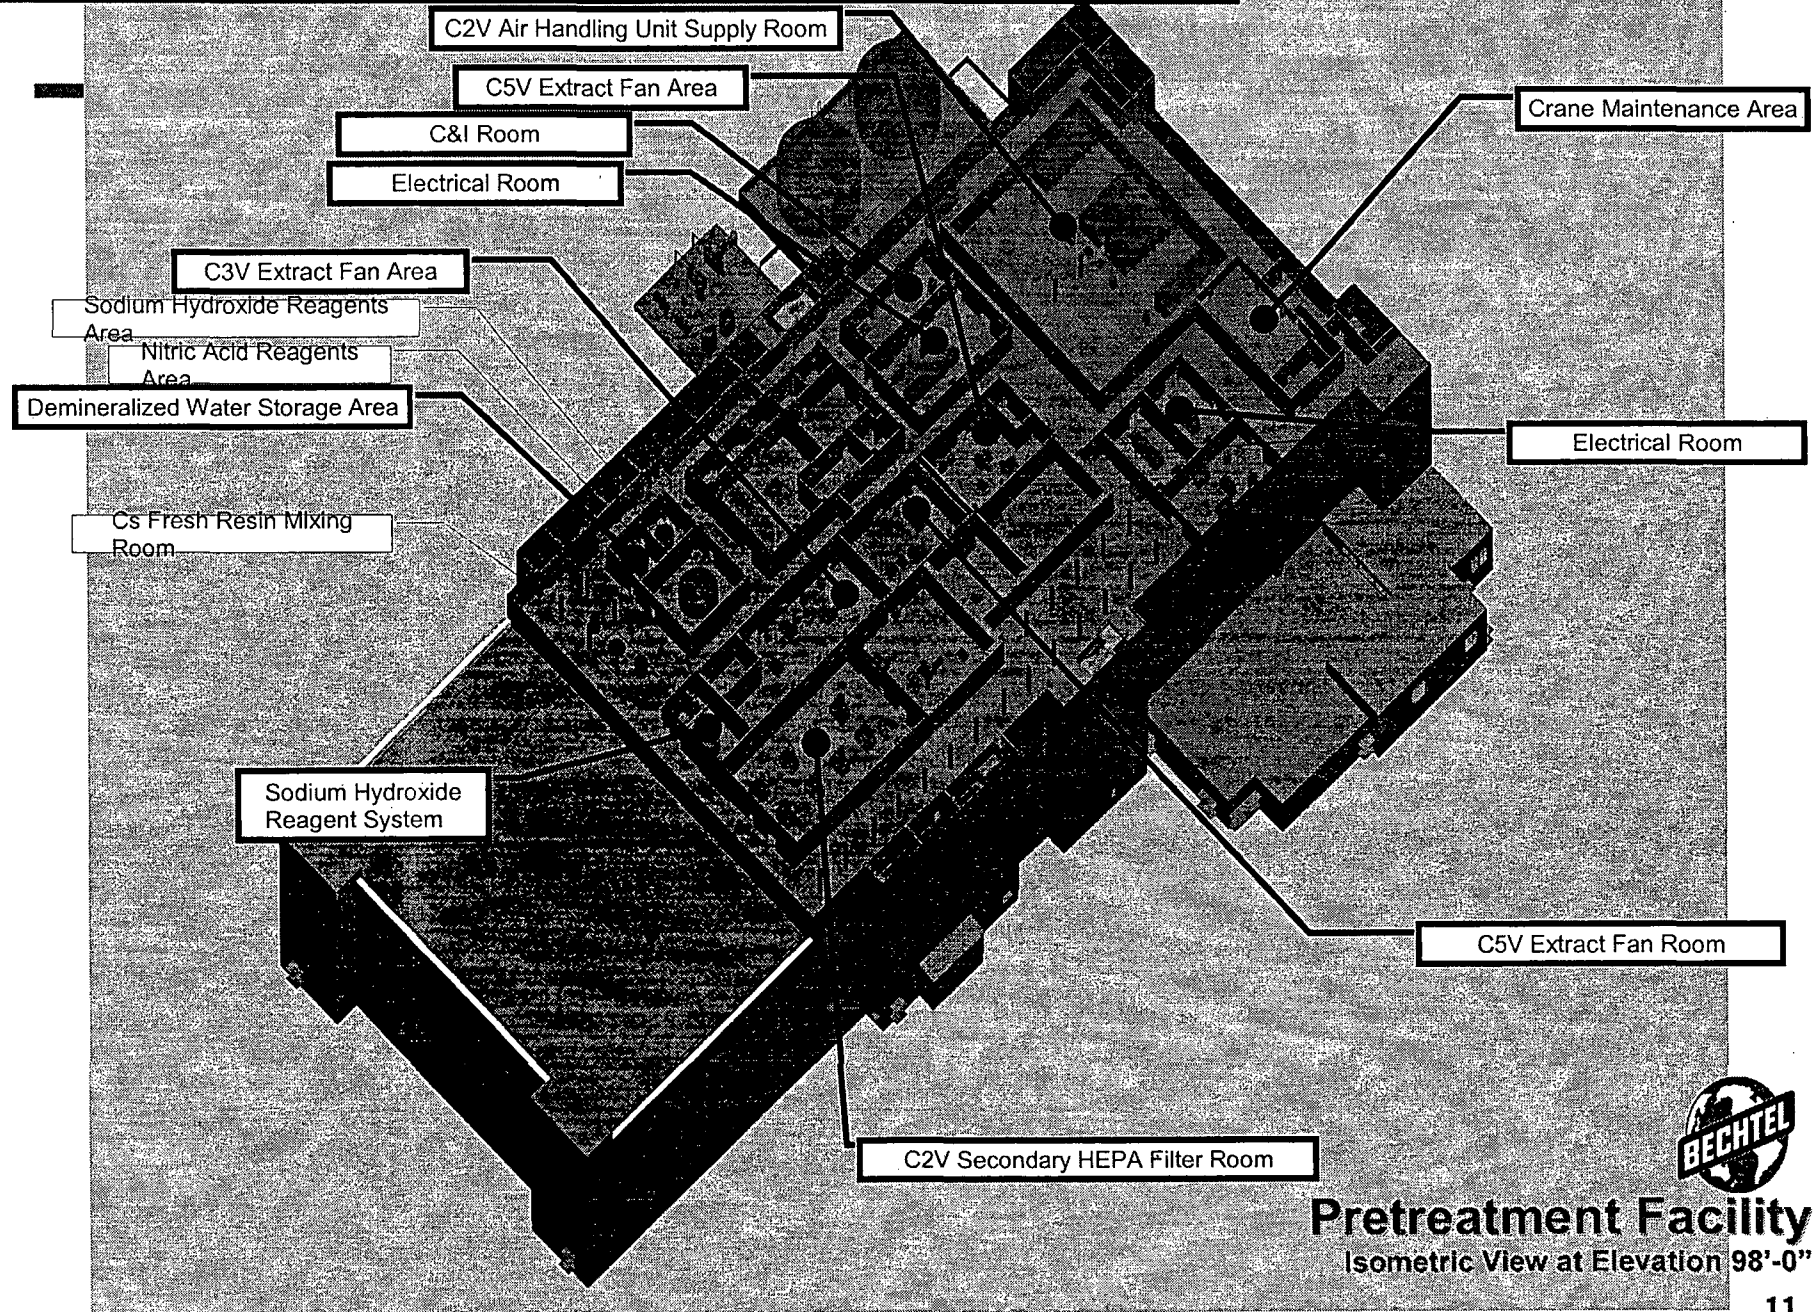 C2V Air Handling Unit Supply Room
C5V Extract Fan Area
C&I Room
Electrical Room
C3V Extract Fan Area
Sodium Hydroxide Reagents
Area
Nitric Acid Reagents
Area
Demineralized Water Storage Area
Cs Fresh Resin Mixing
Room
Sodium Hydroxide
Reagent System
Crane Maintenance Area
Electrical Room
C5V Extract Fan Room
C2V Secondary HEPA Filter Room
BECHTEL
Pretreatment Facility
Isometric View at Elevation 98'-0”
11